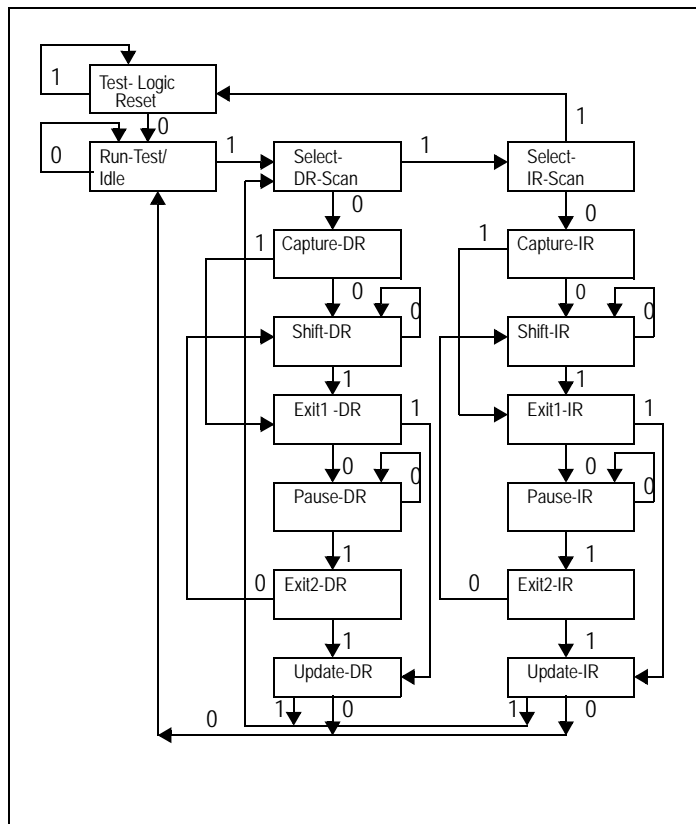 1
Test- Logic
Reset
0
1
0
Run-Test/
Idle
1
Select-
DR-Scan
1
Select-
IR-Scan
0
0
1
Capture-DR
1
Capture-IR
0
0
Shift-DR
0
Shift-IR
0
1
1
Exit1 -DR
1
Exit1-IR
1
0
0
Pause-DR
0
Pause-IR
0
1
1
0
Exit2-DR
0
Exit2-IR
1
1
Update-DR
Update-IR
0
1
0
1
0